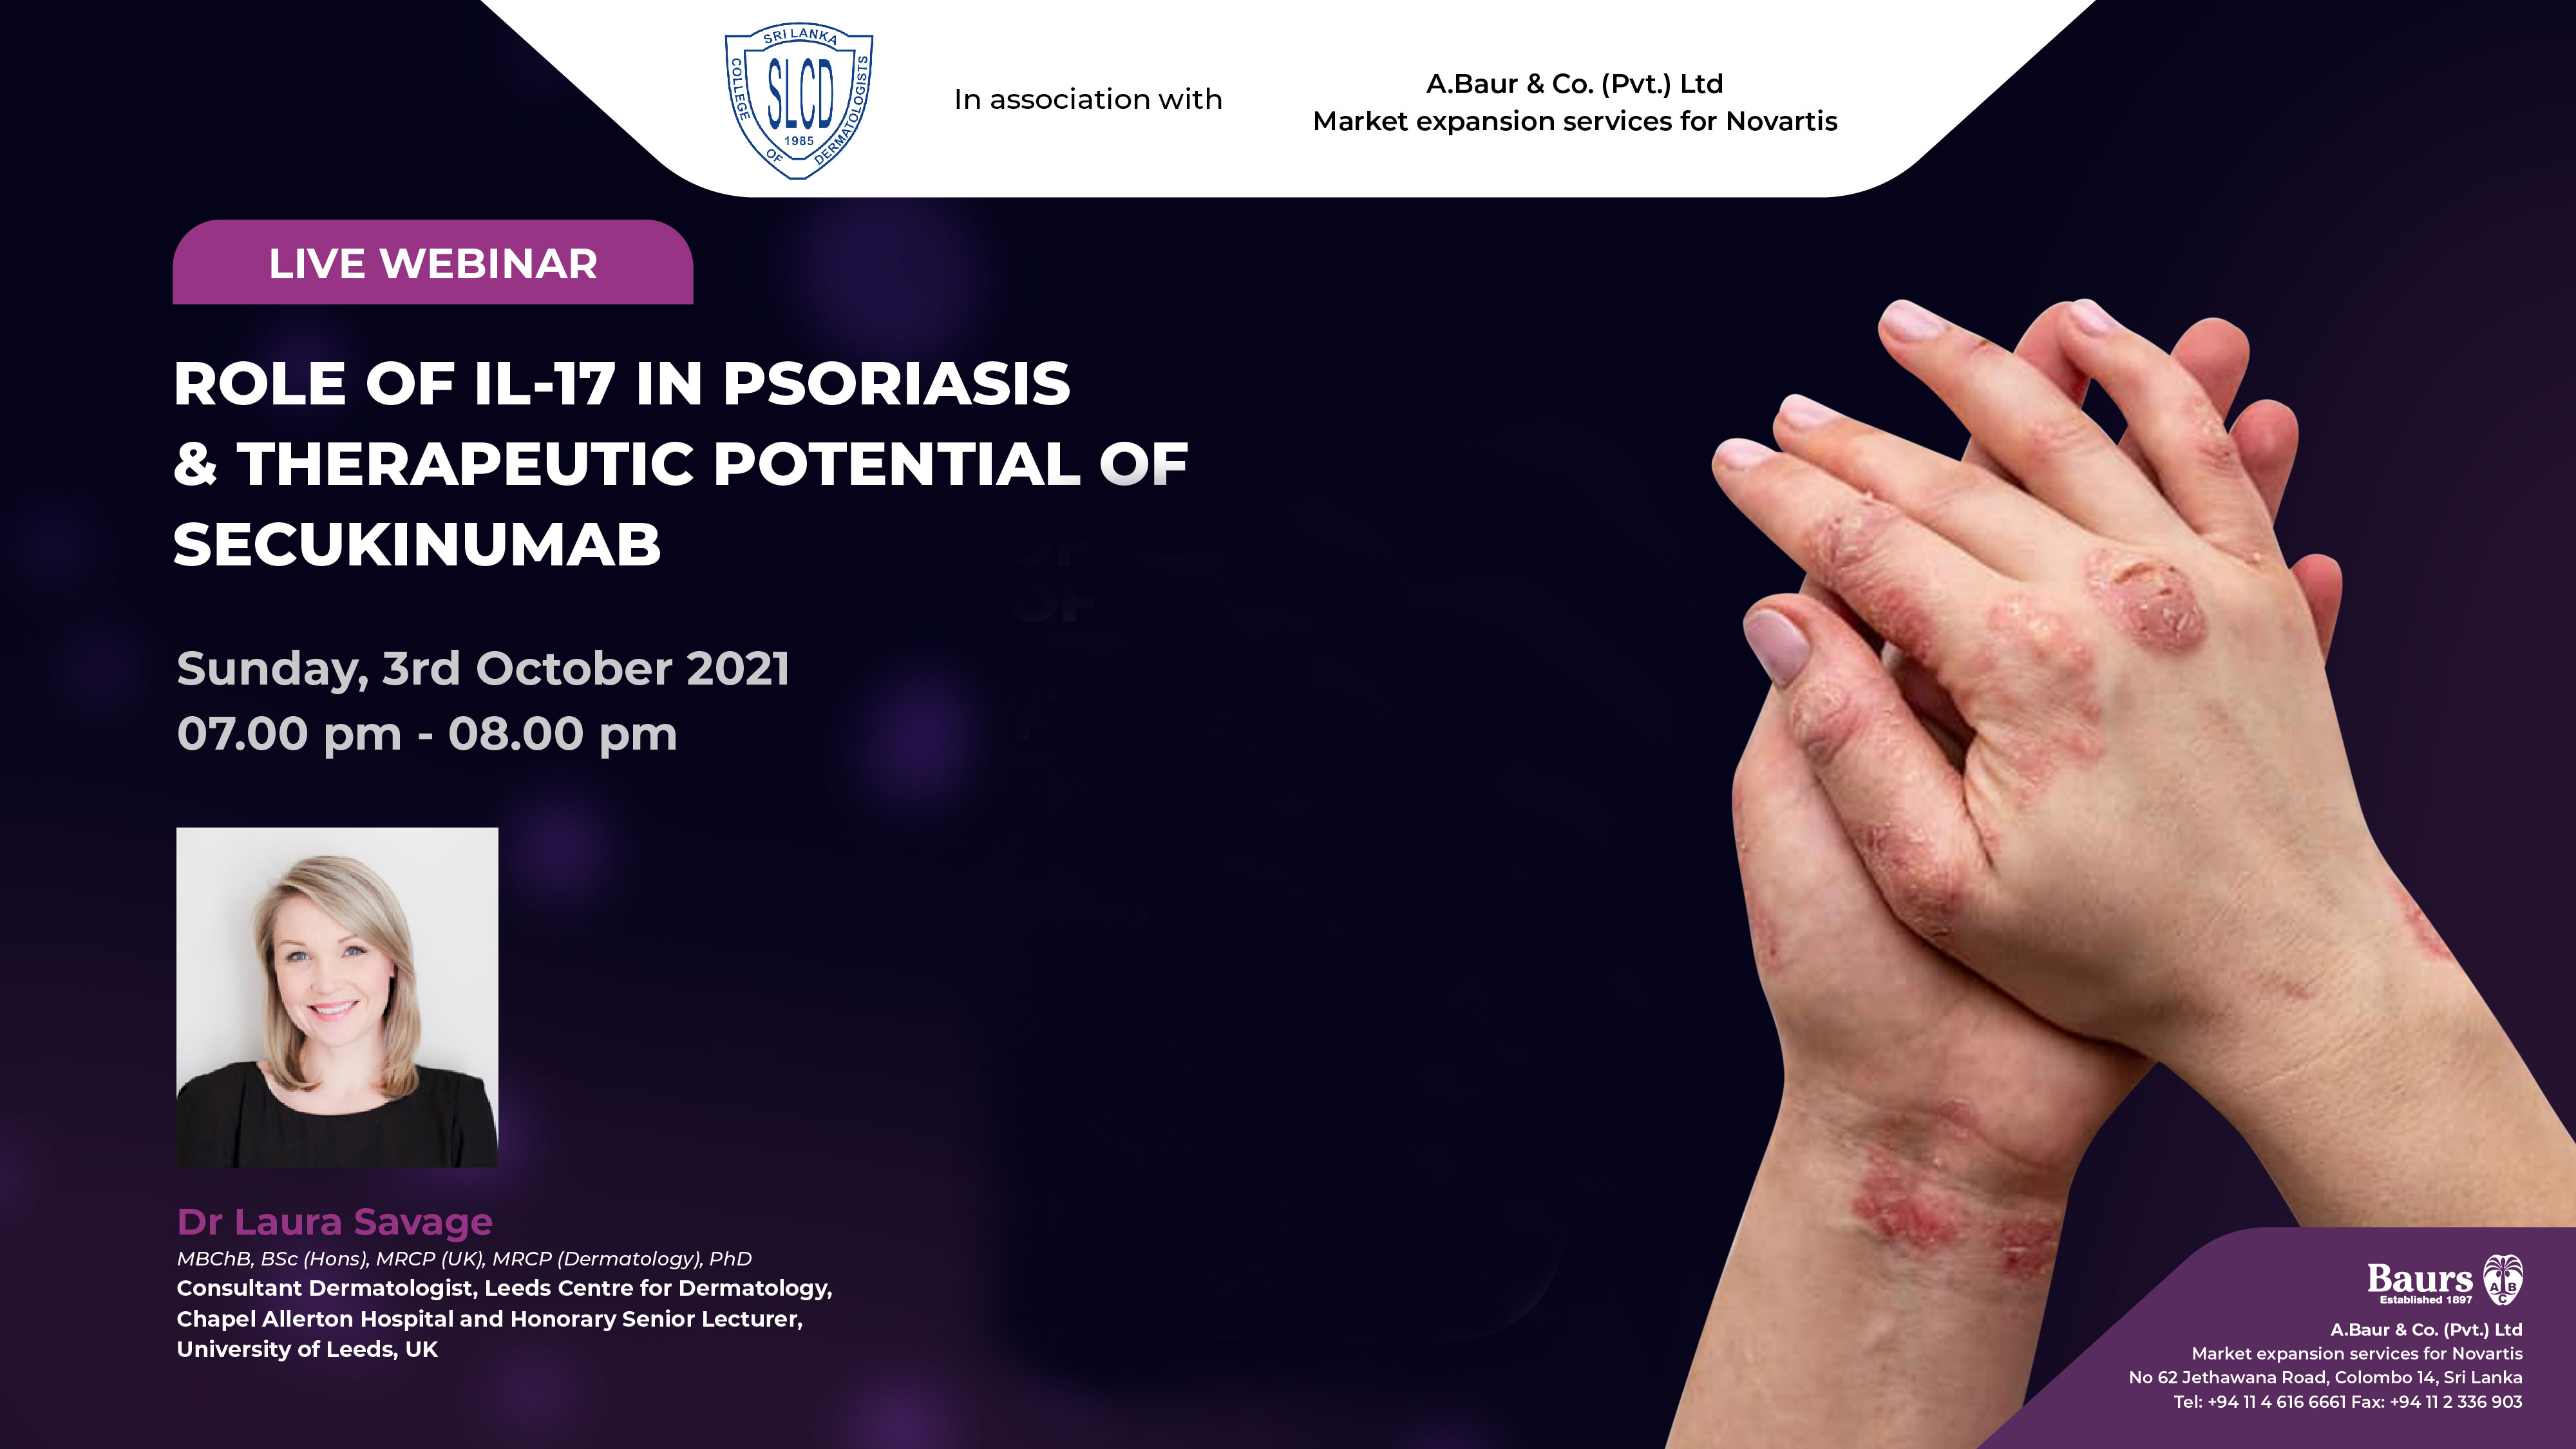 SRI LANKA
COLLEGE
OF
DERMATOLOGISTS
SLCD
1985
In association with
A.Baur & Co. (Pvt.) Ltd
Market expansion services for Novartis
LIVE WEBINAR
ROLE OF IL-17 IN PSORIASIS
& THERAPEUTIC POTENTIAL OF
SECUKINUMAB
Sunday, 3rd October 2021
07.00 pm - 08.00 pm
Dr Laura Savage
MBChB, BSc (Hons), MRCP (UK), MRCP (Dermatology), PhD
Consultant Dermatologist, Leeds Centre for Dermatology,
Chapel Allerton Hospital and Honorary Senior Lecturer,
University of Leeds, UK
Baurs
Established 1897
A B
C
A.Baur & Co. (Pvt.) Ltd
Market expansion services for Novartis
No 62 Jethawana Road, Colombo 14, Sri Lanka
Tel: +94 11 4 616 6661 Fax: +94 11 2 336 903